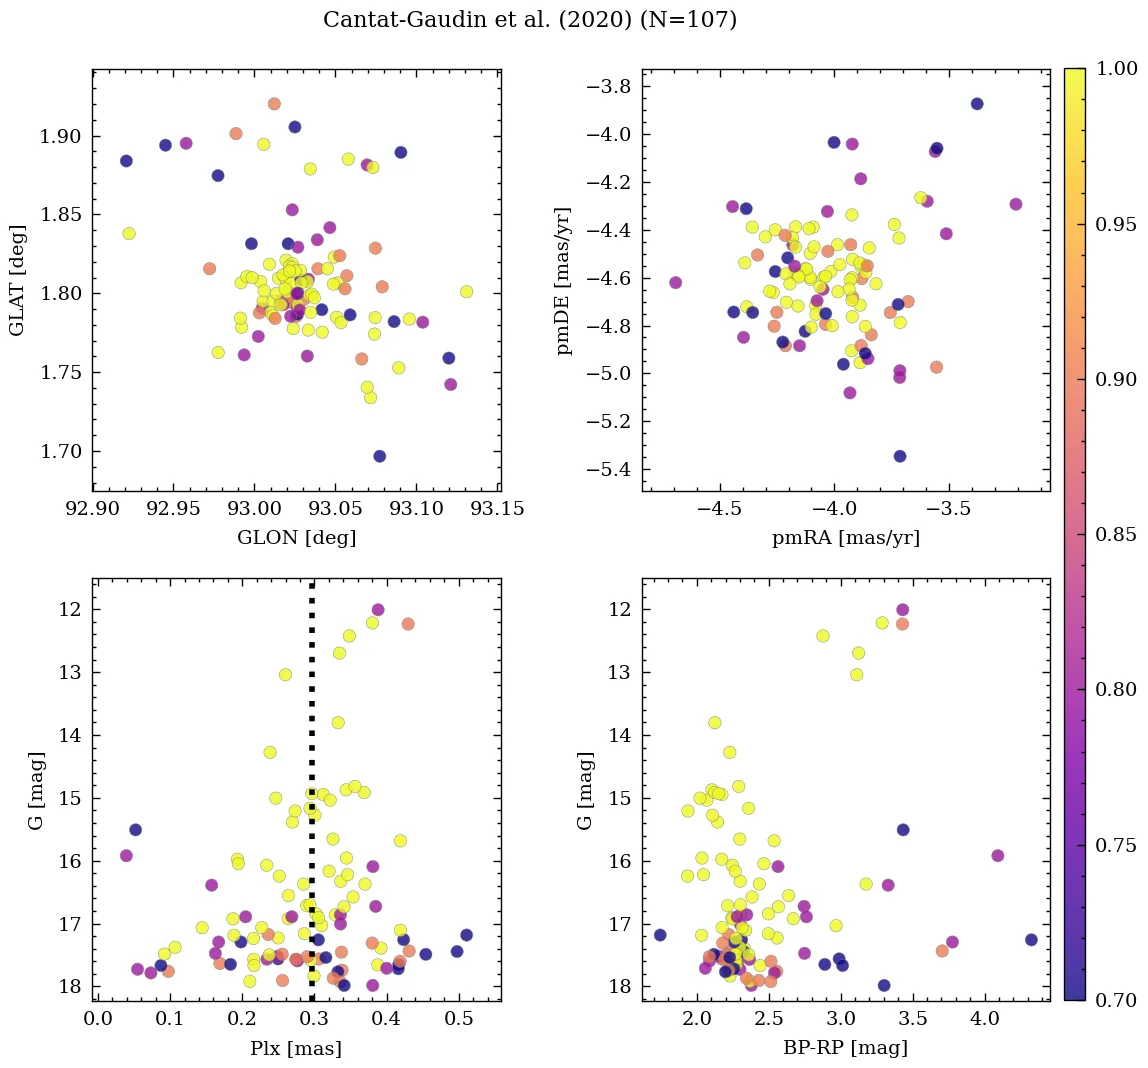 Cantat-Gaudin et al. (2020) (N=107)
1.90
1.85
1.80
1.75
1.70
GLAT [deg]
92.90 92.95 93.00 93.05 93.10 93.15
GLON [deg]
−3.8
−4.0
−4.2
−4.4
−4.6
−4.8
−5.0
−5.2
−5.4
pmDE [mas/yr]
−4.5 −4.0 −3.5
pmRA [mas/yr]
12
13
14
15
16
17
18
G [mag]
0.0 0.1 0.2 0.3 0.4 0.5
Plx [mas]
12
13
14
15
16
17
18
G [mag]
2.0 2.5 3.0 3.5 4.0
BP-RP [mag]
1.00
0.95
0.90
0.85
0.80
0.75
0.70